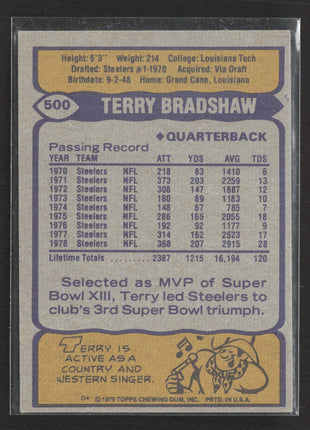 Height: 6'3" Weight: 214 College: Louisiana Tech
Drafted: Steelers #1-1970 Acquired: Via Draft
Birthdate: 9-2-48 Home: Grand Cane, Louisiana
500 TERRY BRADSHAW
◆QUARTERBACK
Passing Record
YEAR TEAM ATT YDS AVG TDS
1970 Steelers NFL 218 83 1410 6
1971 Steelers NFL 373 203 2259 13
1972 Steelers NFL 308 147 1887 12
1973 Steelers NFL 180 89 1183 10
1974 Steelers NFL 148 67 785 7
1975 Steelers NFL 286 165 2055 18
1976 Steelers NFL 192 92 1177 9
1977 Steelers NFL 314 162 2523 17
1978 Steelers NFL 368 207 2915 28
Lifetime Totals 2387 1215 16,194 120
Selected as MVP of Super
Bowl XIII, Terry led Steelers to
club's 3rd Super Bowl triumph.
TERRY IS
ACTIVE AS A
COUNTRY AND
WESTERN SINGER.
D* © 1979 TOPPS CHEWING GUM, INC. PRTD. IN U.S.A.